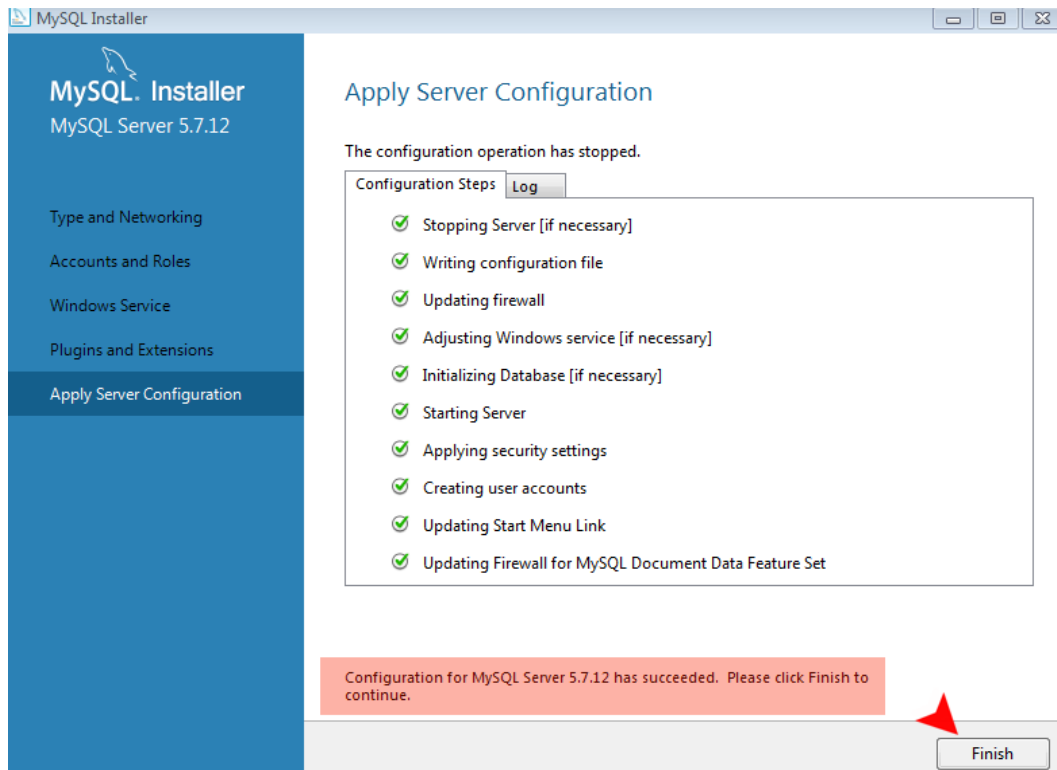 MySQL Installer
MySQL. Installer
MySQL Server 5.7.12
Type and Networking
Accounts and Roles
Windows Service
Plugins and Extensions
Apply Server Configuration
Apply Server Configuration
The configuration operation has stopped.
Configuration Steps Log
Stopping Server [if necessary]
Writing configuration file
Updating firewall
Adjusting Windows service [if necessary]
Initializing Database [if necessary]
Starting Server
Applying security settings
Creating user accounts
Updating Start Menu Link
Updating Firewall for MySQL Document Data Feature Set
Configuration for MySQL Server 5.7.12 has succeeded. Please click Finish to
continue.
Finish